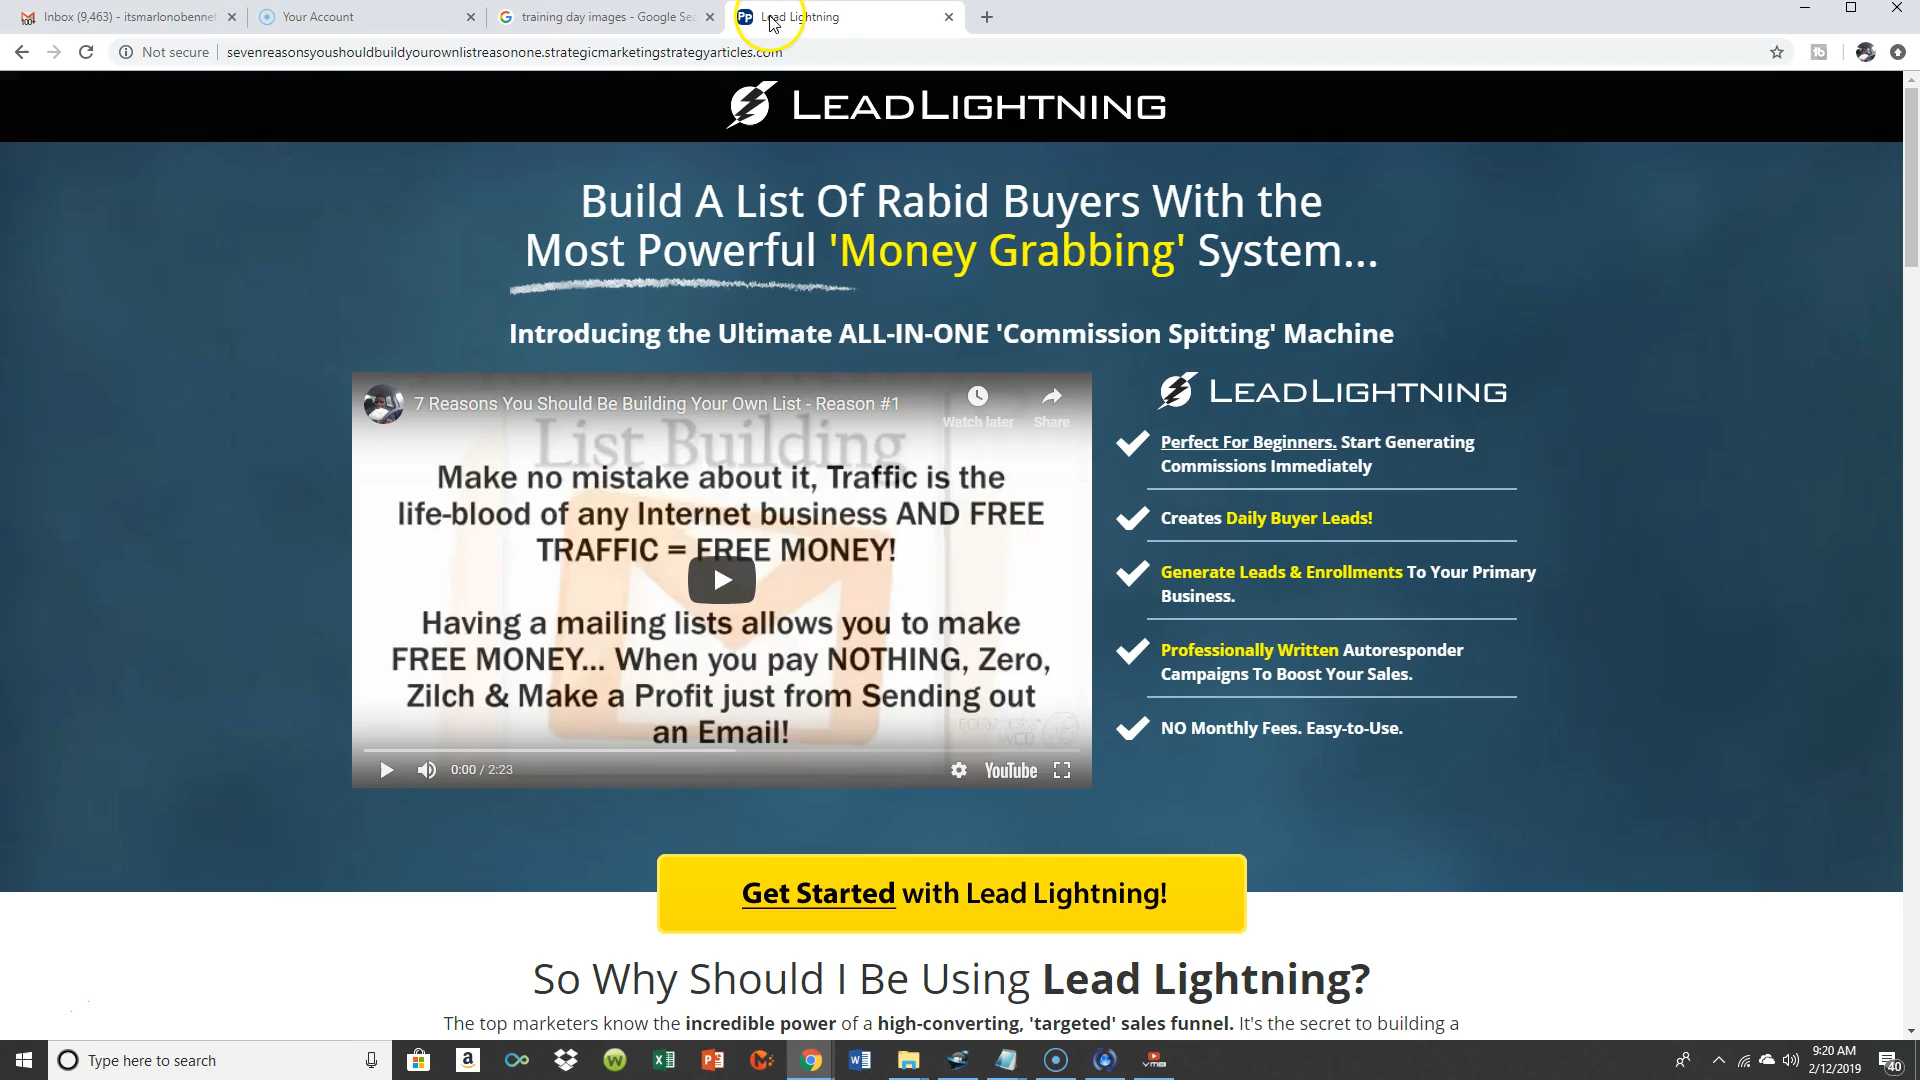 Inbox (9,463) - itsmarlonobennet
Your Account
training day images - Google Sea
Lead Lightning
Not secure
sevenreasonsyoushouldbuildyourownlistreasonone.strategicmarketingstrategyarticles.com
LEADLIGHTNING
Build A List Of Rabid Buyers With the
Most Powerful 'Money Grabbing' System...
Introducing the Ultimate ALL-IN-ONE 'Commission Spitting' Machine
7 Reasons You Should Be Building Your Own List - Reason #1
Watch later
Share
List Building
Make no mistake about it, Traffic is the
life-blood of any Internet business AND FREE
TRAFFIC = FREE MONEY!
Having a mailing lists allows you to make
FREE MONEY... When you pay NOTHING, Zero,
Zilch & Make a Profit just from Sending out
an Email!
0:00 / 2:23
YouTube
LEADLIGHTNING
Perfect For Beginners. Start Generating
Commissions Immediately
Creates Daily Buyer Leads!
Generate Leads & Enrollments To Your Primary
Business.
Professionally Written Autoresponder
Campaigns To Boost Your Sales.
NO Monthly Fees. Easy-to-Use.
Get Started with Lead Lightning!
So Why Should I Be Using Lead Lightning?
The top marketers know the incredible power of a high-converting, 'targeted' sales funnel. It's the secret to building a
Type here to search
9:20 AM
2/12/2019
40